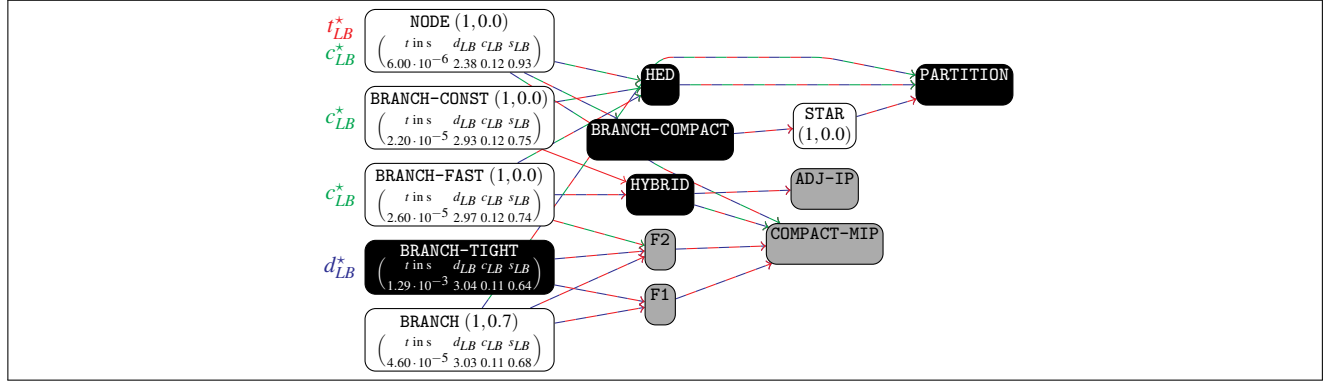 t⋆LB
c⋆LB
NODE (1,0.0)
t in s dLB cLB sLB
6.00·10−6 2.38 0.12 0.93
c⋆LB
BRANCH-CONST (1,0.0)
t in s dLB cLB sLB
2.20·10−5 2.93 0.12 0.75
c⋆LB
BRANCH-FAST (1,0.0)
t in s dLB cLB sLB
2.60·10−5 2.97 0.12 0.74
d⋆LB
BRANCH-TIGHT
t in s dLB cLB sLB
1.29·10−3 3.04 0.11 0.64
BRANCH (1,0.7)
t in s dLB cLB sLB
4.60·10−5 3.03 0.11 0.68
HED
BRANCH-COMPACT
HYBRID
F2
F1
STAR
(1,0.0)
ADJ-IP
COMPACT-MIP
PARTITION